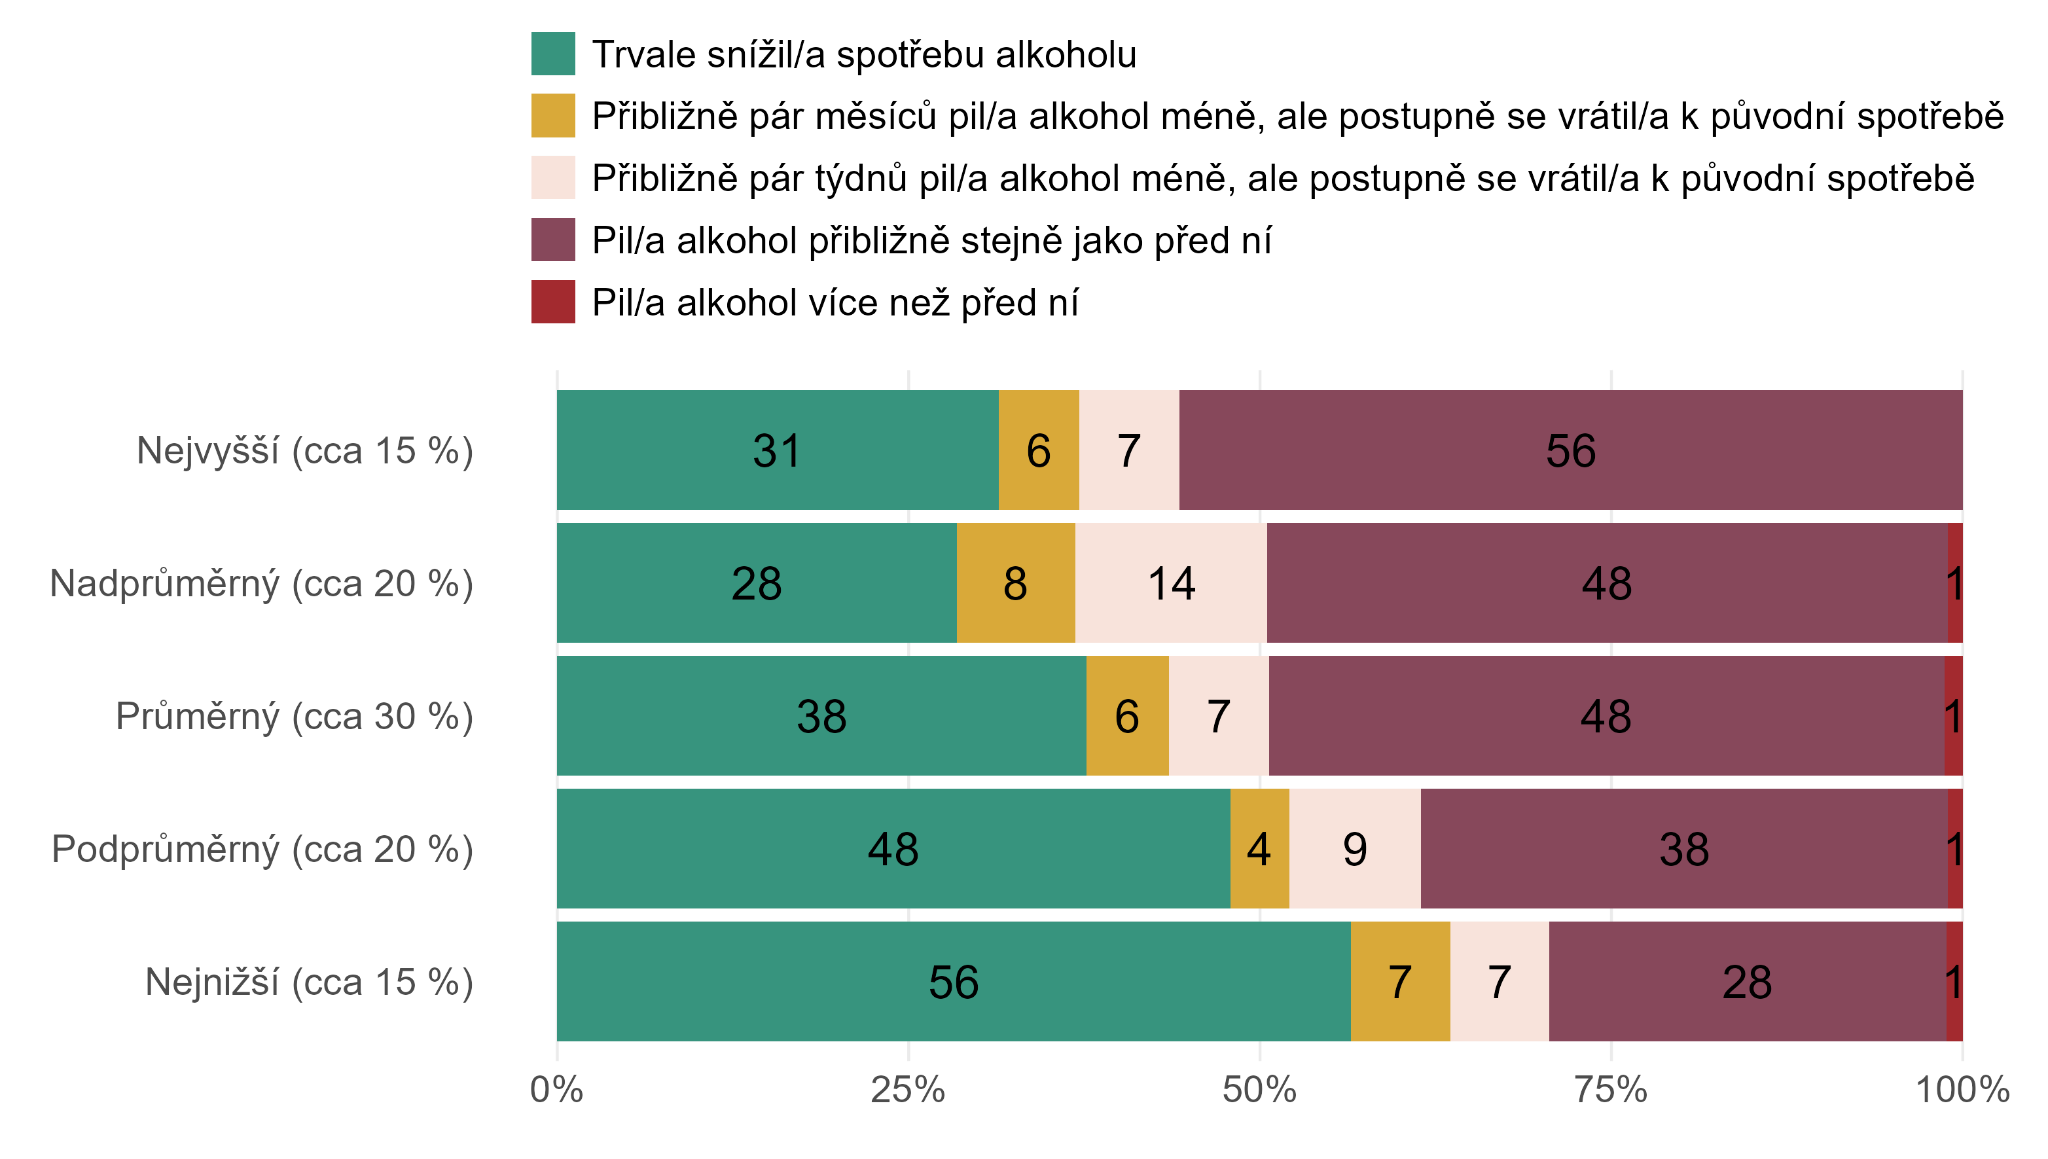 Trvale snížil/a spotřebu alkoholu
Přibližně pár měsíců pil/a alkohol méně, ale postupně se vrátil/a k původní spotřebě
Přibližně pár týdnů pil/a alkohol méně, ale postupně se vrátil/a k původní spotřebě
Pil/a alkohol přibližně stejně jako před ní
Pil/a alkohol více než před ní
Nejvyšší (cca 15 %) 31 6 7 56
Nadprůměrný (cca 20 %) 28 8 14 48 1
Průměrný (cca 30 %) 38 6 7 48 1
Podprůměrný (cca 20 %) 48 4 9 38 1
Nejnižší (cca 15 %) 56 7 7 28 1
0% 25% 50% 75% 100%